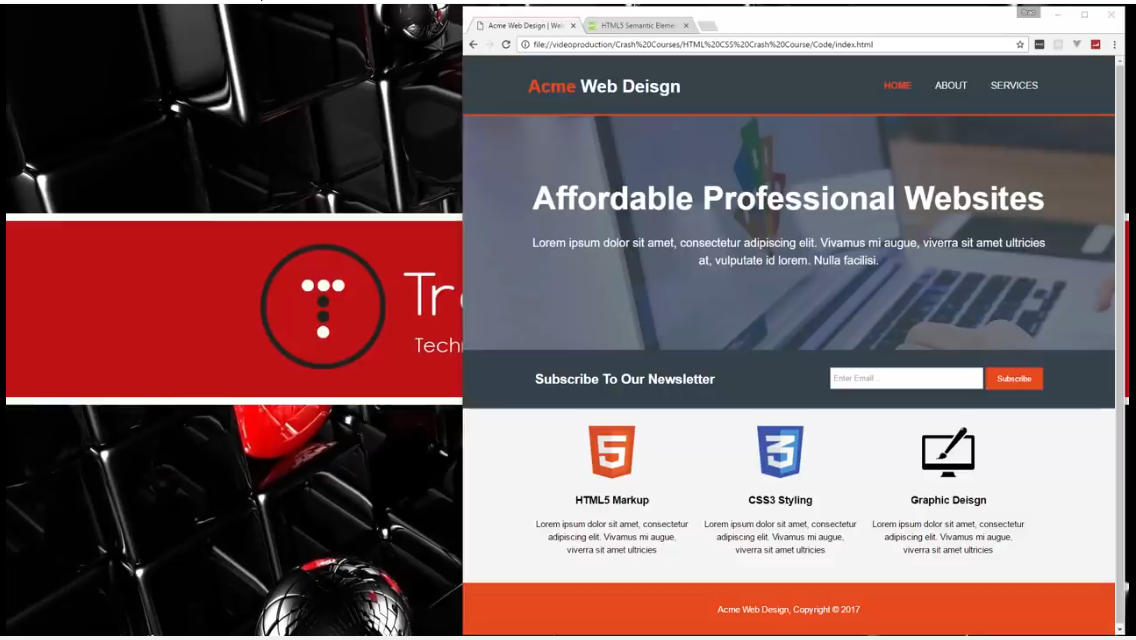 Acme Web Design | Wel
HTML5 Semantic Eleme
file://videoproduction/Crash%20Courses/HTML%20CSS%20Crash%20Course/Code/index.html
Acme Web Deisgn
HOME
ABOUT
SERVICES
Affordable Professional Websites
Lorem ipsum dolor sit amet, consectetur adipiscing elit. Vivamus mi augue, viverra sit amet ultricies
at, vulputate id lorem. Nulla facilisi.
Tr
Techn
Subscribe To Our Newsletter
Enter Email...
Subscribe
HTML5 Markup
Lorem ipsum dolor sit amet, consectetur
adipiscing elit. Vivamus mi augue,
viverra sit amet ultricies
CSS3 Styling
Lorem ipsum dolor sit amet, consectetur
adipiscing elit. Vivamus mi augue,
viverra sit amet ultricies
Graphic Deisgn
Lorem ipsum dolor sit amet, consectetur
adipiscing elit. Vivamus mi augue,
viverra sit amet ultricies
Acme Web Design, Copyright © 2017